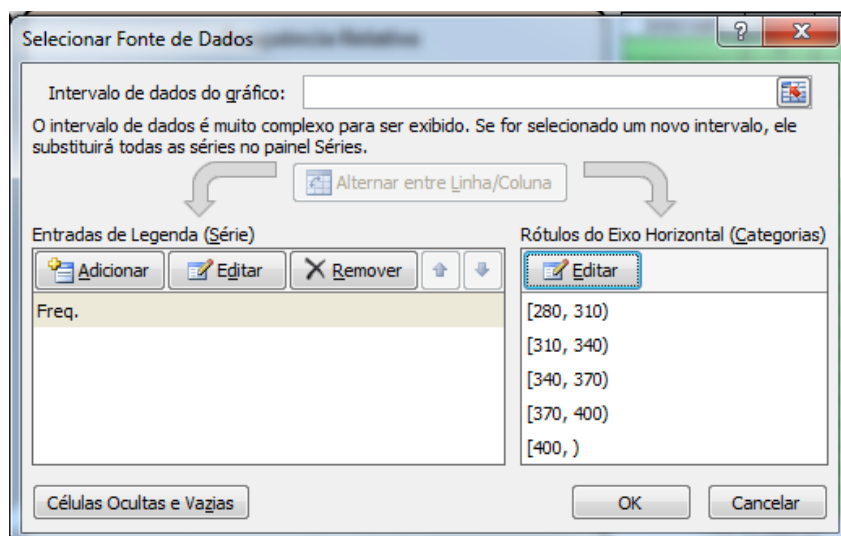 Selecionar Fonte de Dados
Intervalo de dados do gráfico:
O intervalo de dados é muito complexo para ser exibido. Se for selecionado um novo intervalo, ele
substituirá todas as séries no painel Séries.
Alternar entre Linha/Coluna
Entradas de Legenda (Série)
Rótulos do Eixo Horizontal (Categorias)
Adicionar
Editar
Remover
Editar
Freq.
[280, 310)
[310, 340)
[340, 370)
[370, 400)
[400, )
Células Ocultas e Vazias
OK
Cancelar